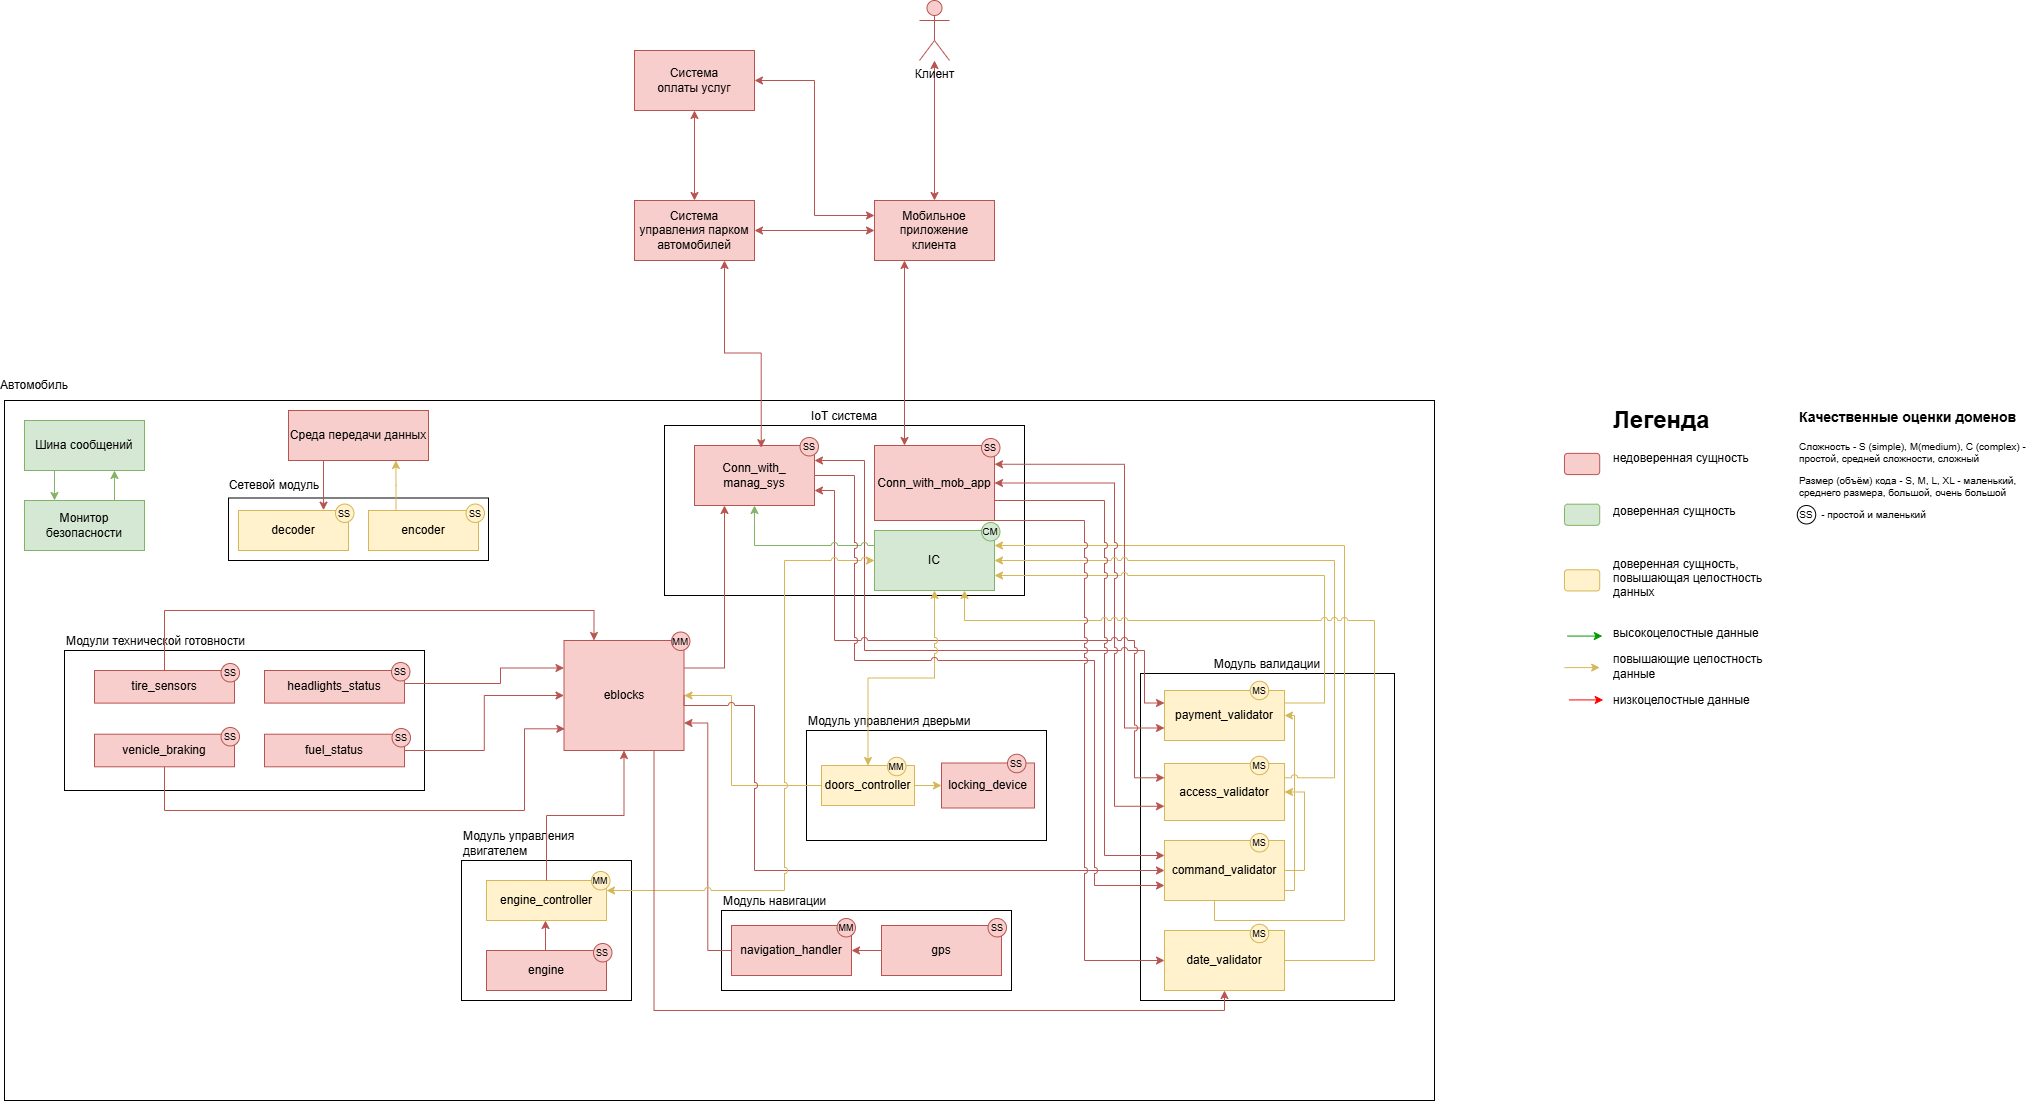 Клиент
Система
оплаты услуг
Система
управления парком
автомобилей
Мобильное
приложение
клиента
Автомобиль
Шина сообщений
Монитор
безопасности
Среда передачи данных
Сетевой модуль
decoder
SS
encoder
SS
IoT система
Conn_with_
manag_sys
SS
Conn_with_mob_app
SS
IC
CM
Модули технической готовности
tire_sensors
SS
headlights_status
SS
venicle_braking
SS
fuel_status
SS
eblocks
MM
Модуль управления дверьми
doors_controller
MM
locking_device
SS
Модуль управления
двигателем
engine_controller
MM
engine
SS
Модуль навигации
navigation_handler
MM
gps
SS
Модуль валидации
payment_validator
MS
access_validator
MS
command_validator
MS
date_validator
MS
Легенда
недоверенная сущность
доверенная сущность
доверенная сущность,
повышающая целостность
данных
высокоцелостные данные
повышающие целостность
данные
низкоцелостные данные
Качественные оценки доменов
Сложность - S (simple), M(medium), C (complex) -
простой, средней сложности, сложный
Размер (объём) кода - S, M, L, XL - маленький,
среднего размера, большой, очень большой
SS - простой и маленький